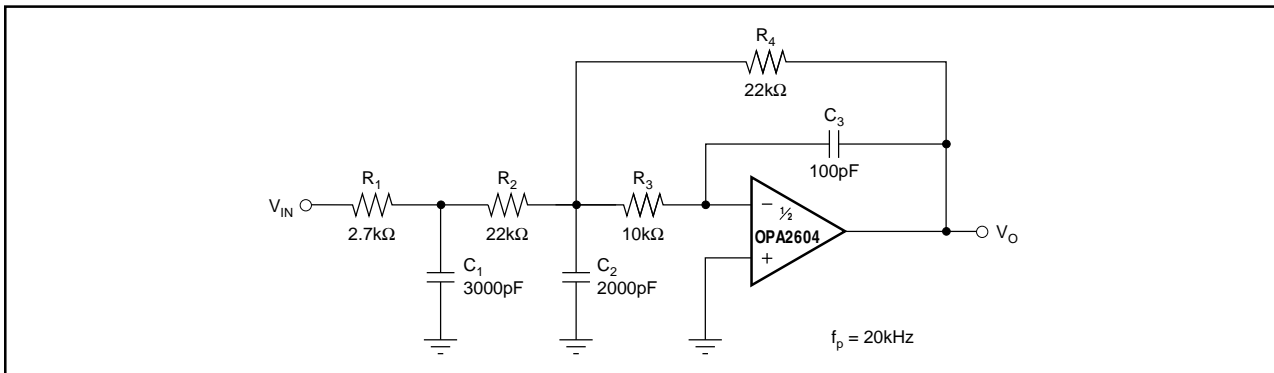 R4
22kΩ
C3
100pF
R1
R2
R3
VIN
2.7kΩ
22kΩ
10kΩ
– ½
OPA2604
+
VO
C1
3000pF
C2
2000pF
fp = 20kHz